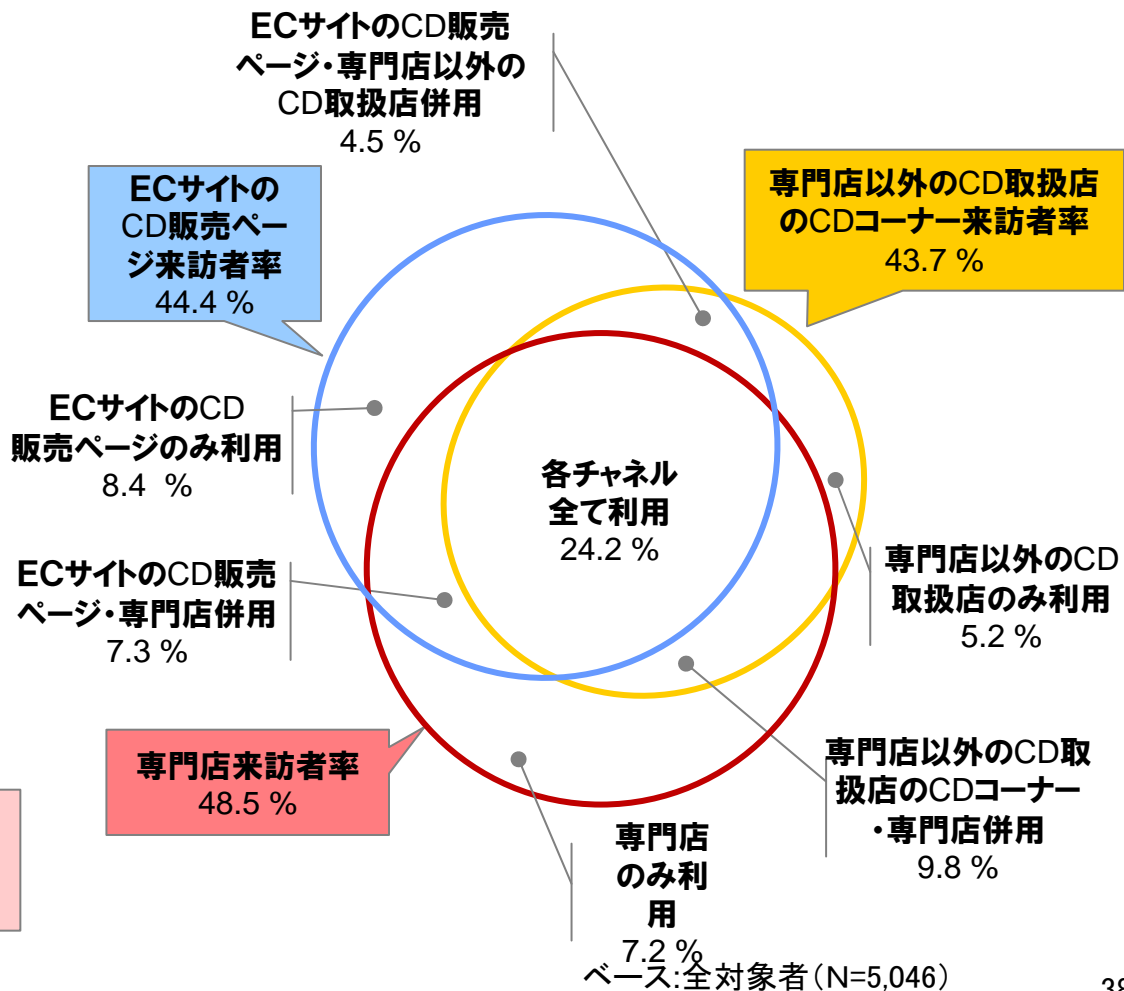 ECサイトのCD販売
ページ・専門店以外の
CD取扱店併用
4.5 %
ECサイトの
CD販売ペー
ジ来訪者率
44.4 %
専門店以外のCD取扱店
のCDコーナー来訪者率
43.7 %
ECサイトのCD
販売ページのみ利用
8.4 %
各チャネル
全て利用
24.2 %
ECサイトのCD販売
ページ・専門店併用
7.3 %
専門店以外のCD
取扱店のみ利用
5.2 %
専門店来訪者率
48.5 %
専門店以外のCD取
扱店のCDコーナー
・専門店併用
9.8 %
専門店
のみ利
用
7.2 %
ベース:全対象者(N=5,046)
38